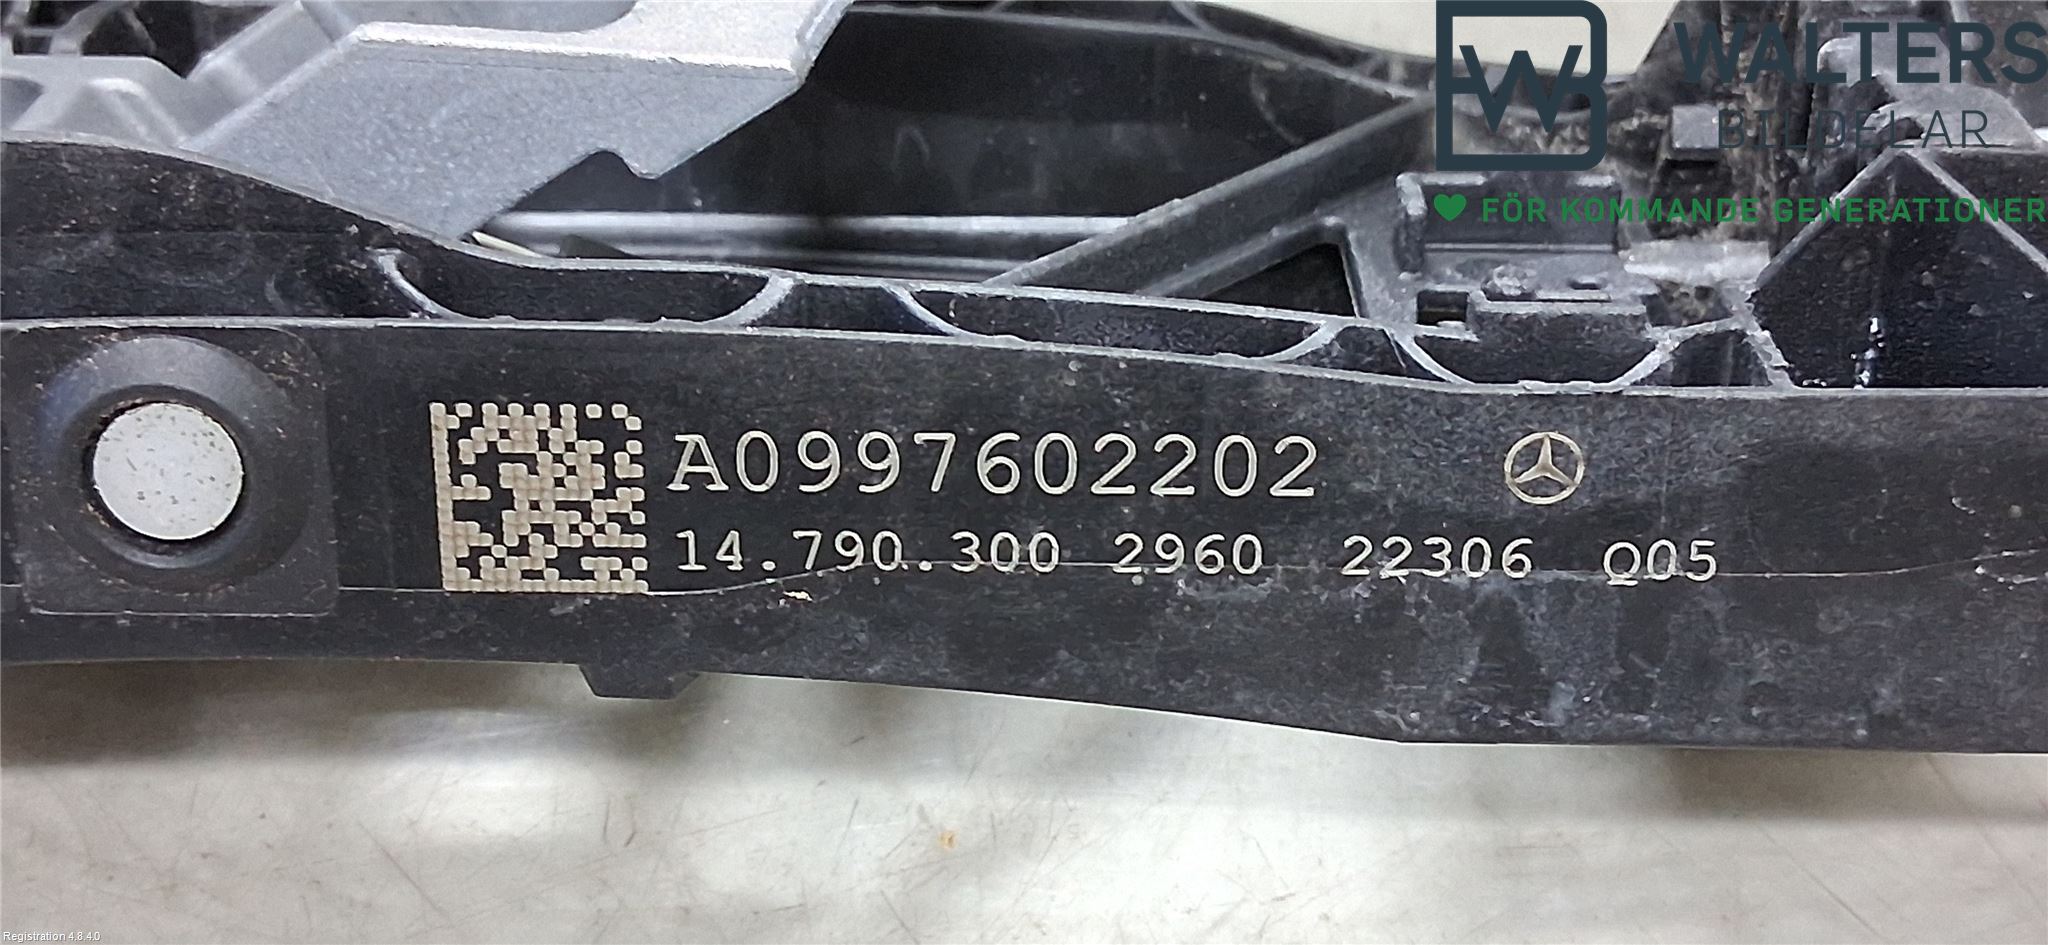 WALTERS
BILDELAR
FÖR KOMMANDE GENERATIONER
A0997602202
14.790.300 2960 22306 Q05
Registration 4.8.4.0